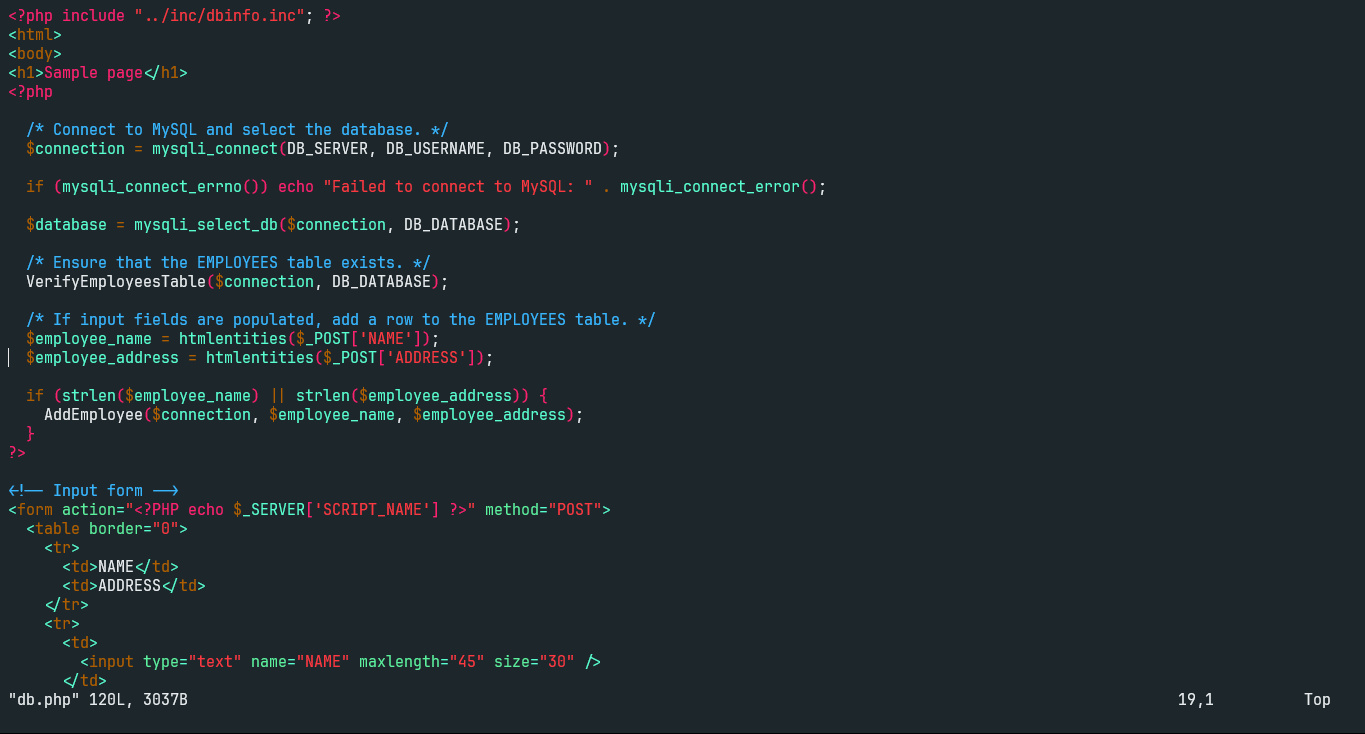 <?php include "../inc/dbinfo.inc"; ?>
<html>
<body>
<h1>Sample page</h1>
<?php

  /* Connect to MySQL and select the database. */
  $connection = mysqli_connect(DB_SERVER, DB_USERNAME, DB_PASSWORD);

  if (mysqli_connect_errno()) echo "Failed to connect to MySQL: " . mysqli_connect_error();

  $database = mysqli_select_db($connection, DB_DATABASE);

  /* Ensure that the EMPLOYEES table exists. */
  VerifyEmployeesTable($connection, DB_DATABASE);

  /* If input fields are populated, add a row to the EMPLOYEES table. */
  $employee_name = htmlentities($_POST['NAME']);
  $employee_address = htmlentities($_POST['ADDRESS']);

  if (strlen($employee_name) || strlen($employee_address)) {
    AddEmployee($connection, $employee_name, $employee_address);
  }
?>

<!-- Input form -->
<form action="<?PHP echo $_SERVER['SCRIPT_NAME'] ?>" method="POST">
  <table border="0">
    <tr>
      <td>NAME</td>
      <td>ADDRESS</td>
    </tr>
    <tr>
      <td>
        <input type="text" name="NAME" maxlength="45" size="30" />
      </td>
"db.php" 120L, 3037B 19,1 Top